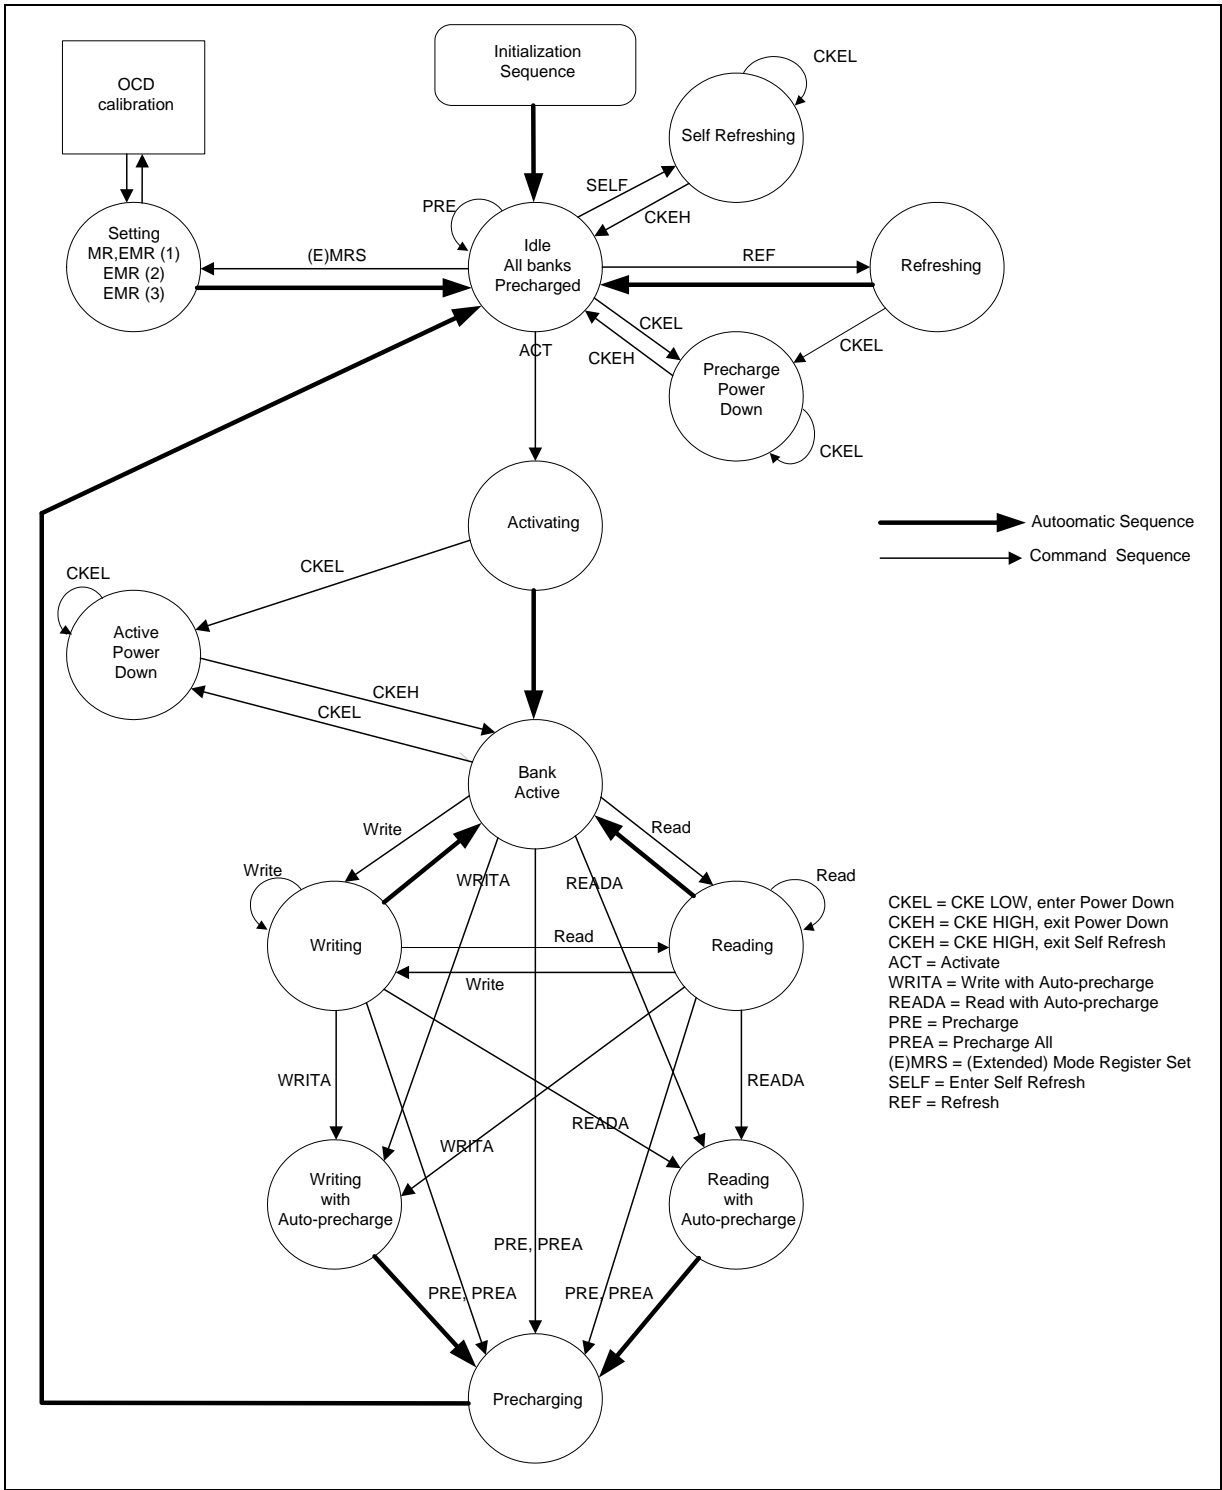 Initialization
Sequence
OCD
calibration
CKEL
Self Refreshing
SELF
CKEH
PRE
Setting
MR,EMR (1)
EMR (2)
EMR (3)
(E)MRS
Idle
All banks
Precharged
REF
Refreshing
CKEL
CKEH
CKEL
ACT
Precharge
Power
Down
CKEL
Activating
Autoomatic Sequence
Command Sequence
CKEL
CKEL
Active
Power
Down
CKEH
CKEL
Bank
Active
Write
Read
Write
WRITA
READA
Read
Writing
Read
Reading
Write
CKEL = CKE LOW, enter Power Down
CKEH = CKE HIGH, exit Power Down
CKEH = CKE HIGH, exit Self Refresh
ACT = Activate
WRITA = Write with Auto-precharge
READA = Read with Auto-precharge
PRE = Precharge
PREA = Precharge All
(E)MRS = (Extended) Mode Register Set
SELF = Enter Self Refresh
REF = Refresh
WRITA
READA
READA
WRITA
Writing
with
Auto-precharge
Reading
with
Auto-precharge
PRE, PREA
PRE, PREA
PRE, PREA
Precharging